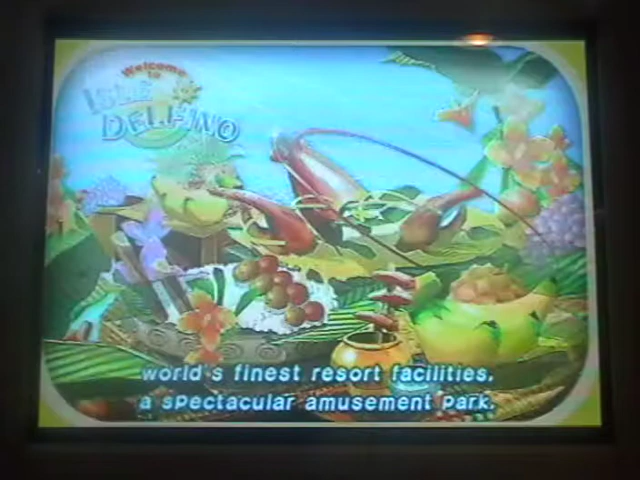 Welcome
to
ISLE
DELFINO
world's finest resort facilities,
a spectacular amusement park,